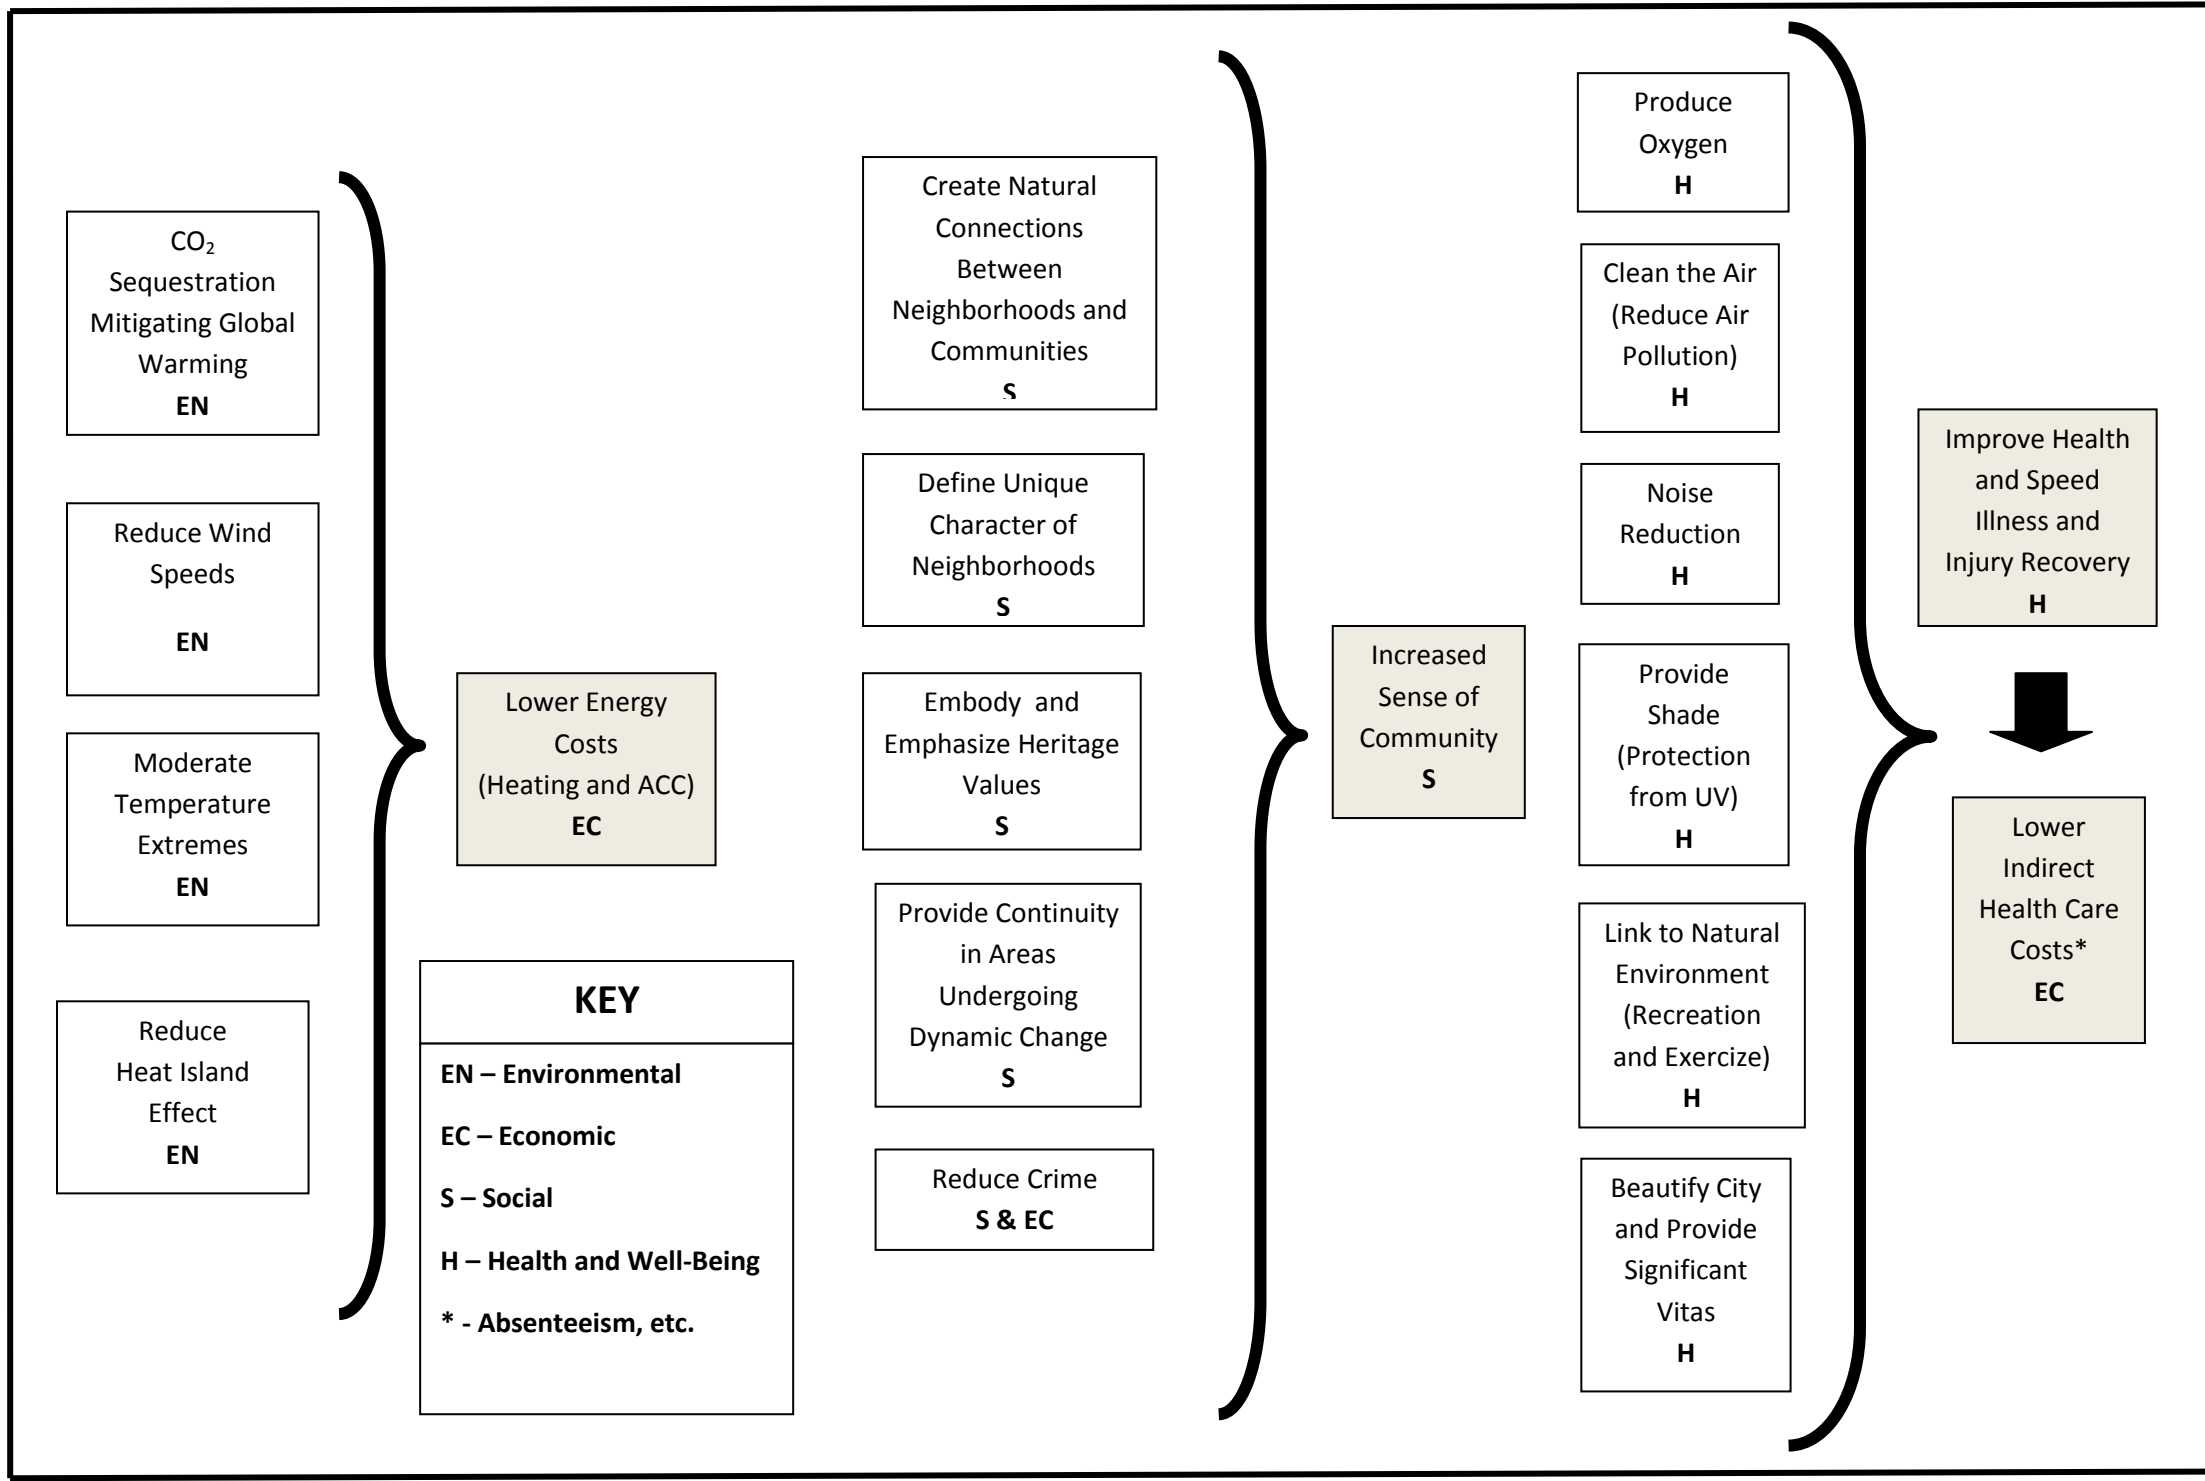 CO₂
Sequestration
Mitigating Global
Warming
EN
Reduce Wind
Speeds
EN
Moderate
Temperature
Extremes
EN
Reduce
Heat Island
Effect
EN
Lower Energy
Costs
(Heating and ACC)
EC
KEY
EN – Environmental
EC – Economic
S – Social
H – Health and Well-Being
* - Absenteeism, etc.
Create Natural
Connections
Between
Neighborhoods and
Communities
S
Define Unique
Character of
Neighborhoods
S
Embody  and
Emphasize Heritage
Values
S
Provide Continuity
in Areas
Undergoing
Dynamic Change
S
Reduce Crime
S & EC
Increased
Sense of
Community
S
Produce
Oxygen
H
Clean the Air
(Reduce Air
Pollution)
H
Noise
Reduction
H
Provide
Shade
(Protection
from UV)
H
Link to Natural
Environment
(Recreation
and Exercize)
H
Beautify City
and Provide
Significant
Vitas
H
Improve Health
and Speed
Illness and
Injury Recovery
H
Lower
Indirect
Health Care
Costs*
EC